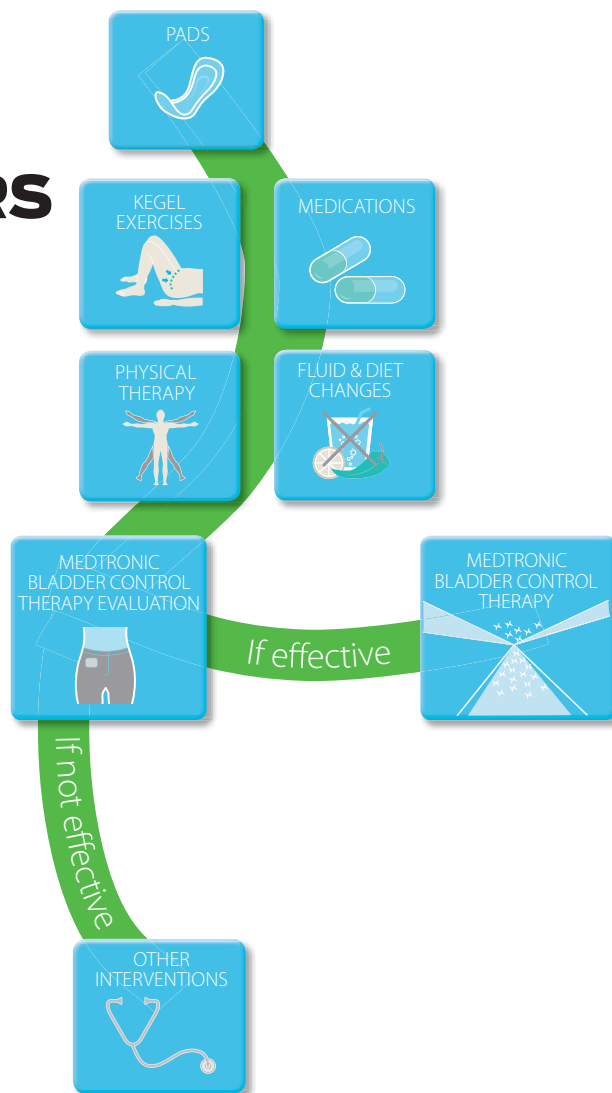 PADS
RS
KEGEL
EXERCISES
MEDICATIONS
PHYSICAL
THERAPY
FLUID & DIET
CHANGES
MEDTRONIC
BLADDER CONTROL
THERAPY EVALUATION
If effective
MEDTRONIC
BLADDER CONTROL
THERAPY
If not effective
OTHER
INTERVENTIONS